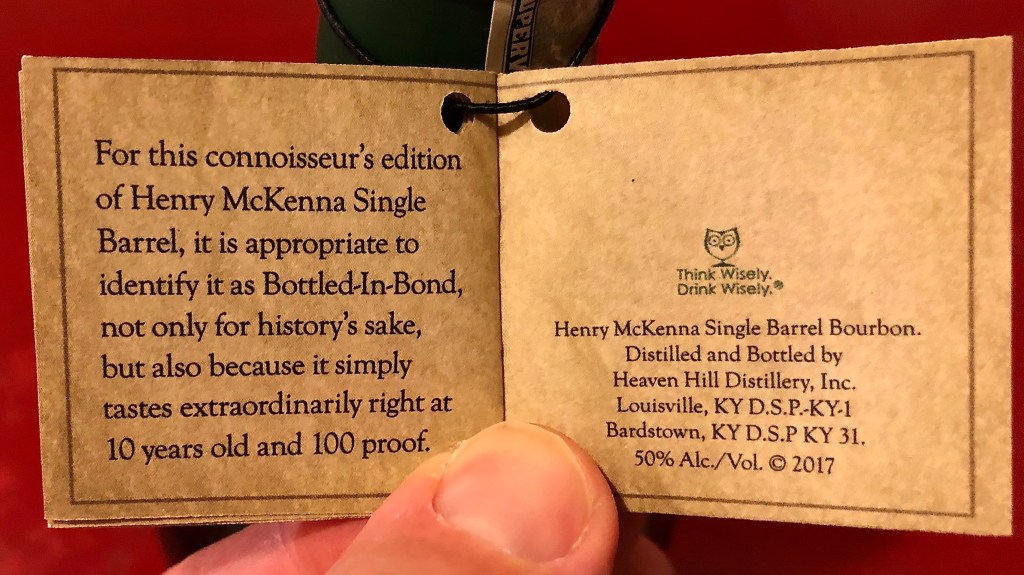 UPERV
For this connoisseur's edition
of Henry McKenna Single
Barrel, it is appropriate to
identify it as Bottled-In-Bond,
not only for history's sake,
but also because it simply
tastes extraordinarily right at
10 years old and 100 proof.
Think Wisely.
Drink Wisely.®
Henry McKenna Single Barrel Bourbon.
Distilled and Bottled by
Heaven Hill Distillery, Inc.
Louisville, KY D.S.P.-KY-1
Bardstown, KY D.S.P KY 31.
50% Alc./Vol. © 2017